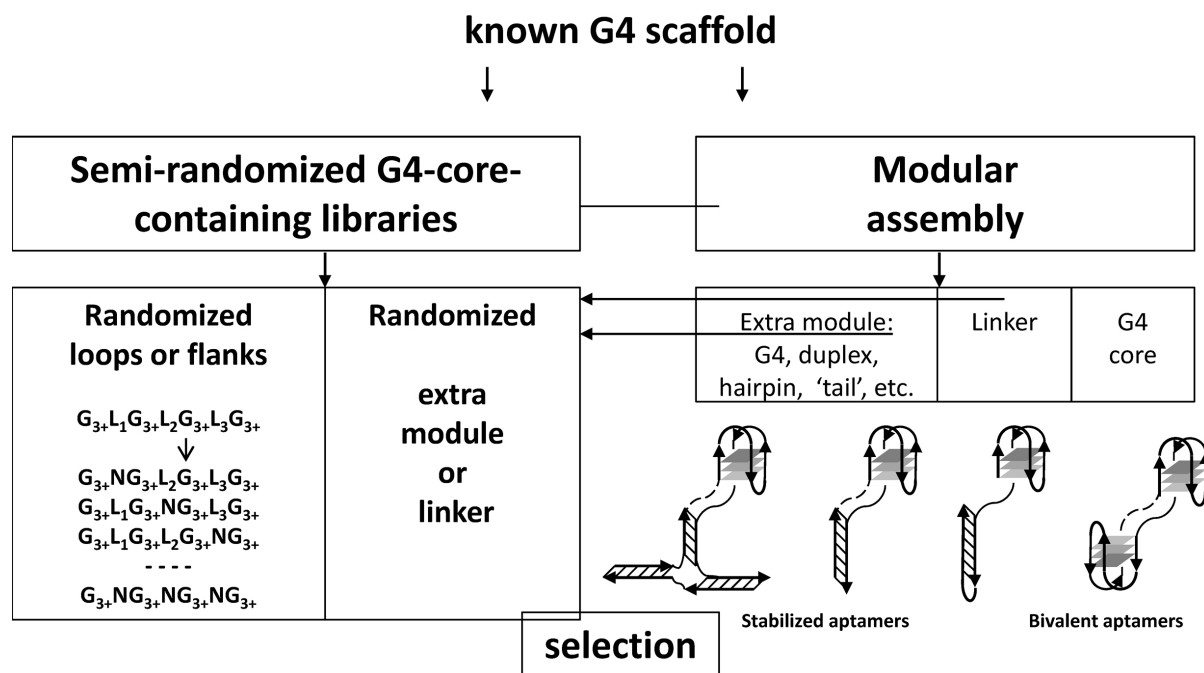 known G4 scaffold
Semi-randomized G4-core-
containing libraries
Modular
assembly
Randomized
loops or flanks
G₃₊L₁G₃₊L₂G₃₊L₃G₃₊
G₃₊NG₃₊L₂G₃₊L₃G₃₊
G₃₊L₁G₃₊NG₃₊L₃G₃₊
G₃₊L₁G₃₊L₂G₃₊NG₃₊
- - - -
G₃₊NG₃₊NG₃₊NG₃₊
Randomized
extra
module
or
linker
Extra module:
G4, duplex,
hairpin, ‘tail’, etc.
Linker
G4
core
Stabilized aptamers
Bivalent aptamers
selection